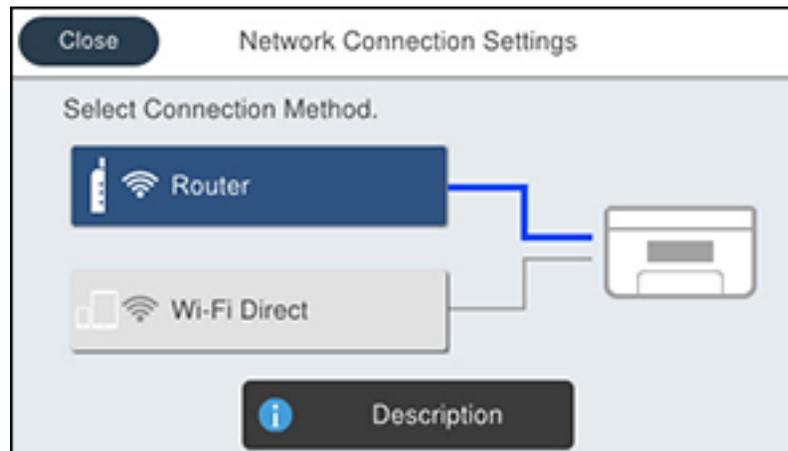 Close
Network Connection Settings
Select Connection Method.
Router
Wi-Fi Direct
Description